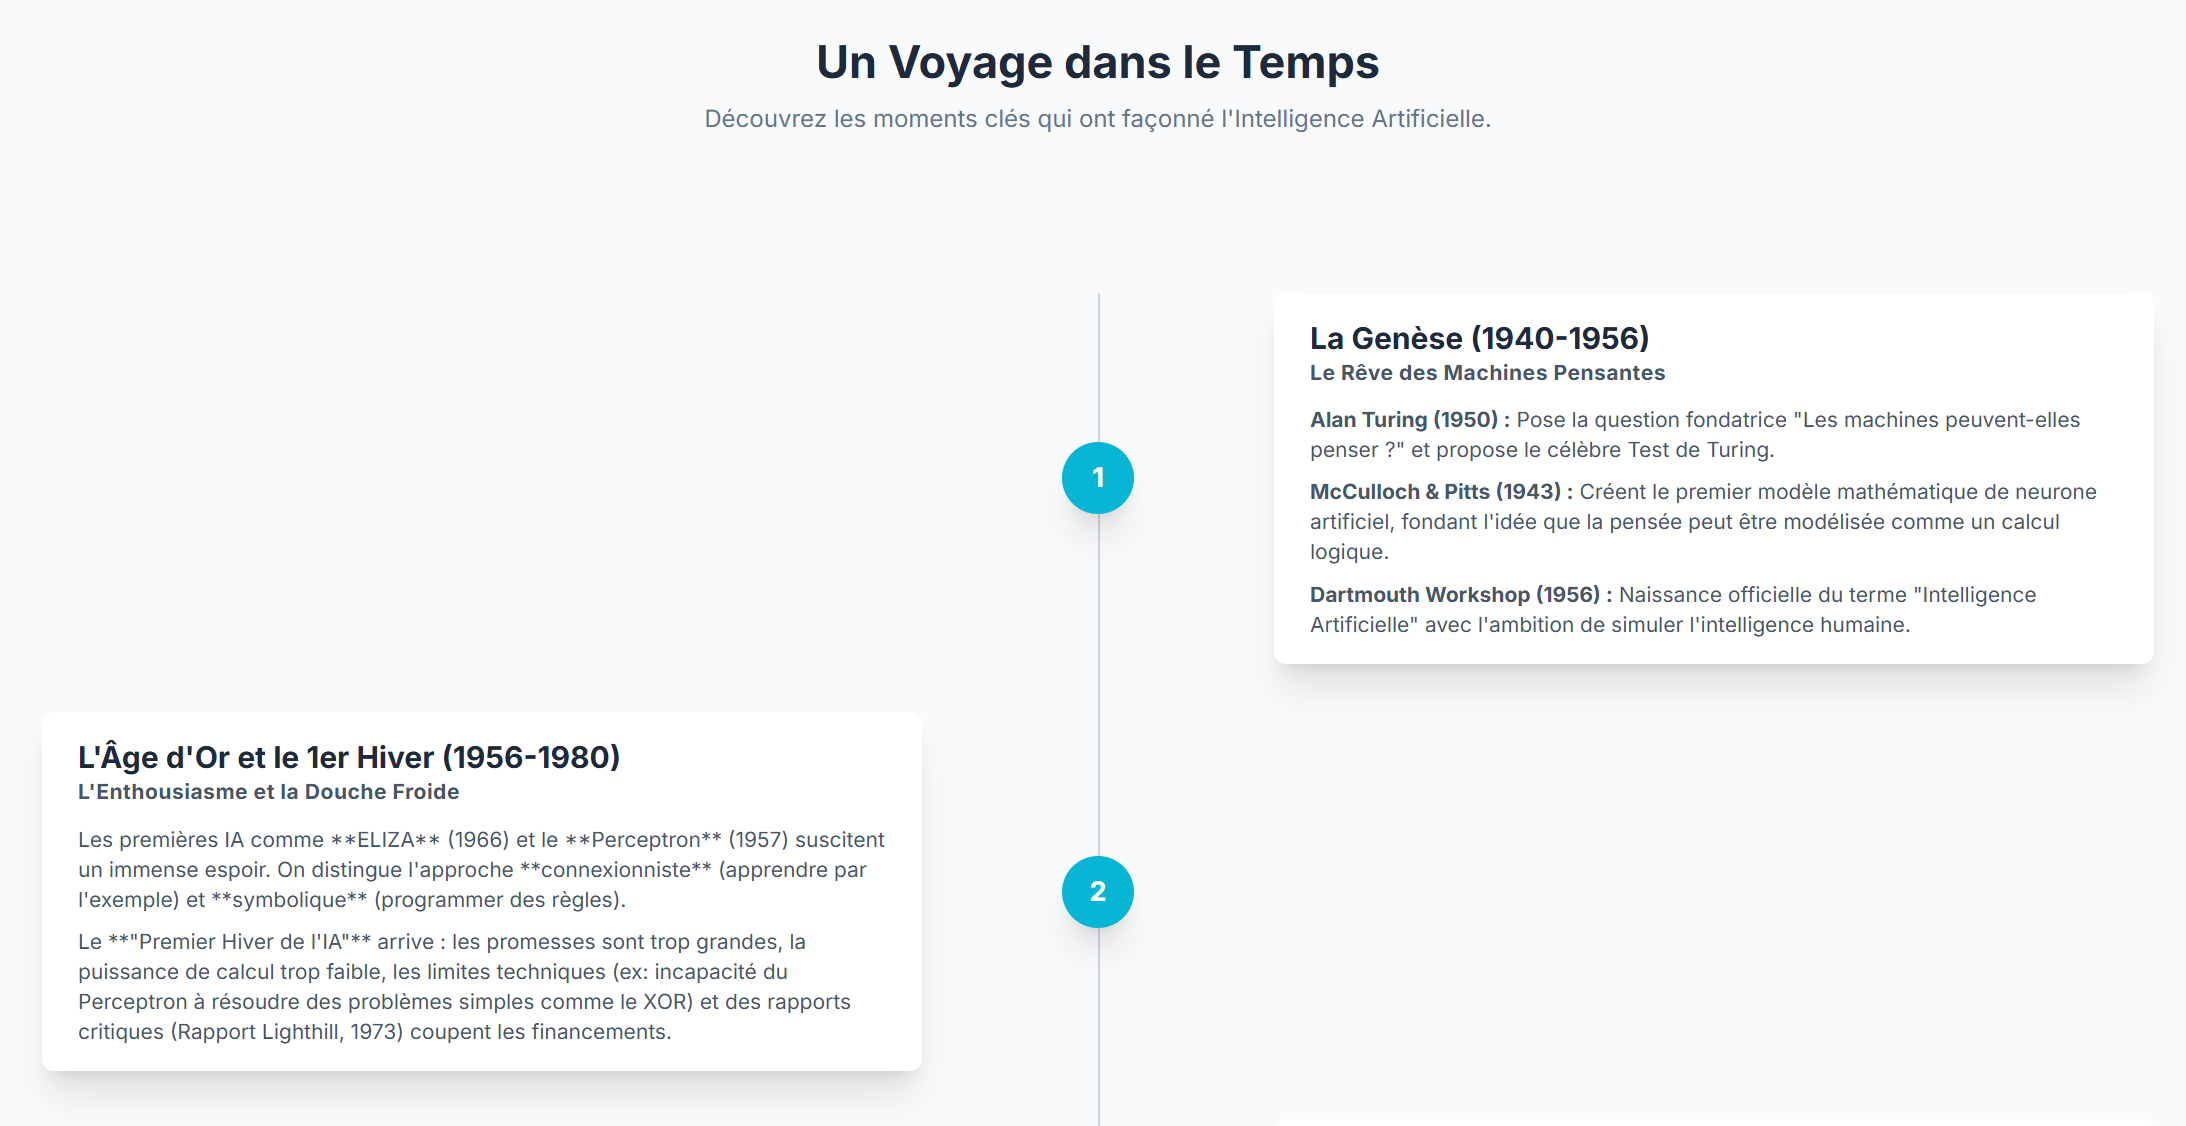 Un Voyage dans le Temps
Découvrez les moments clés qui ont façonné l'Intelligence Artificielle.
1
La Genèse (1940-1956)
Le Rêve des Machines Pensantes
Alan Turing (1950) : Pose la question fondatrice "Les machines peuvent-elles
penser ?" et propose le célèbre Test de Turing.
McCulloch & Pitts (1943) : Créent le premier modèle mathématique de neurone
artificiel, fondant l'idée que la pensée peut être modélisée comme un calcul
logique.
Dartmouth Workshop (1956) : Naissance officielle du terme "Intelligence
Artificielle" avec l'ambition de simuler l'intelligence humaine.
L'Âge d'Or et le 1er Hiver (1956-1980)
L'Enthousiasme et la Douche Froide
Les premières IA comme **ELIZA** (1966) et le **Perceptron** (1957) suscitent
un immense espoir. On distingue l'approche **connexionniste** (apprendre par
l'exemple) et **symbolique** (programmer des règles).
Le **"Premier Hiver de l'IA"** arrive : les promesses sont trop grandes, la
puissance de calcul trop faible, les limites techniques (ex: incapacité du
Perceptron à résoudre des problèmes simples comme le XOR) et des rapports
critiques (Rapport Lighthill, 1973) coupent les financements.
2